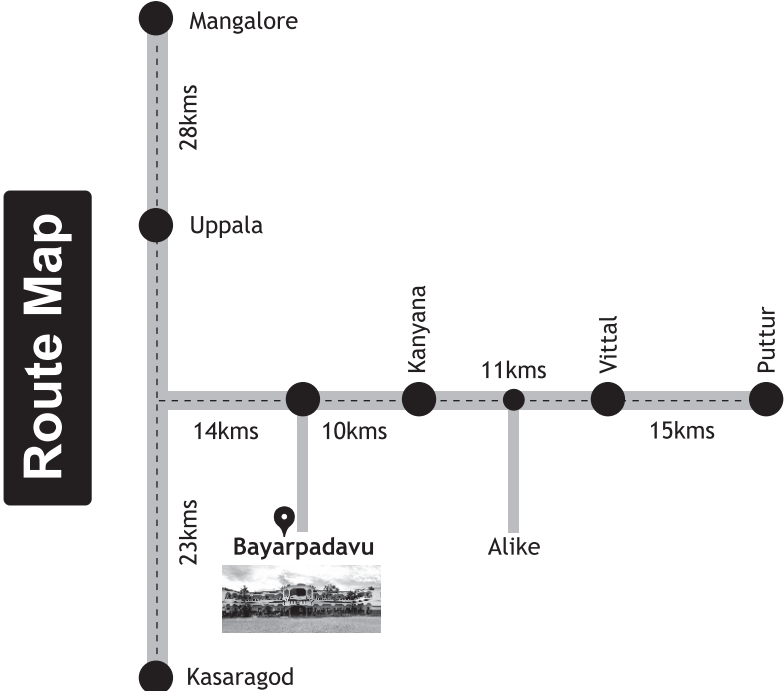 Route Map
Mangalore
28kms
Uppala
Kanyana
11kms
Vittal
Puttur
14kms
10kms
15kms
23kms
Bayarpadavu
Alike
Kasaragod